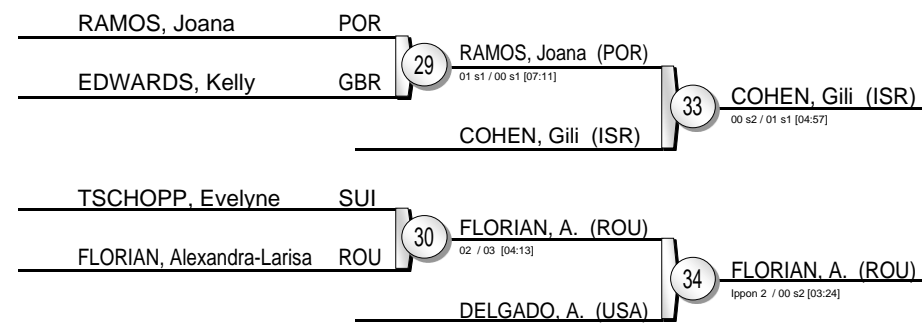 RAMOS, Joana POR
EDWARDS, Kelly GBR
29
RAMOS, Joana (POR)
01 s1 / 00 s1 [07:11]
COHEN, Gili (ISR)
33
COHEN, Gili (ISR)
00 s2 / 01 s1 [04:57]
TSCHOPP, Evelyne SUI
FLORIAN, Alexandra-Larisa ROU
30
FLORIAN, A. (ROU)
02 / 03 [04:13]
DELGADO, A. (USA)
34
FLORIAN, A. (ROU)
Ippon 2 / 00 s2 [03:24]